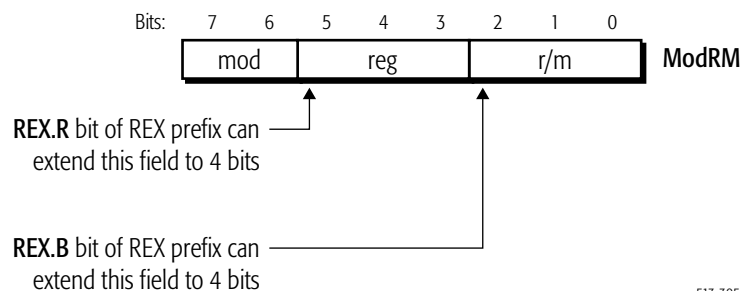 Bits: 7 6 5 4 3 2 1 0
mod reg r/m ModRM
REX.R bit of REX prefix can
extend this field to 4 bits
REX.B bit of REX prefix can
extend this field to 4 bits